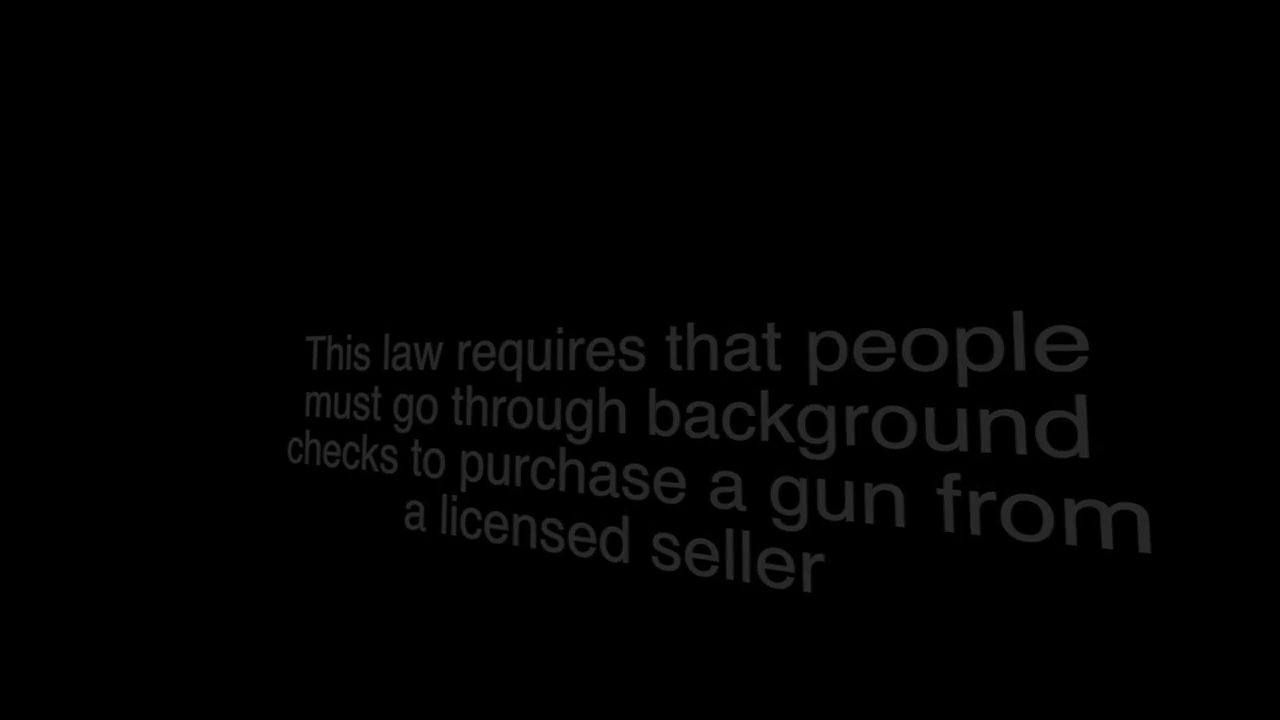 This law requires that people
must go through background
checks to purchase a gun from
a licensed seller